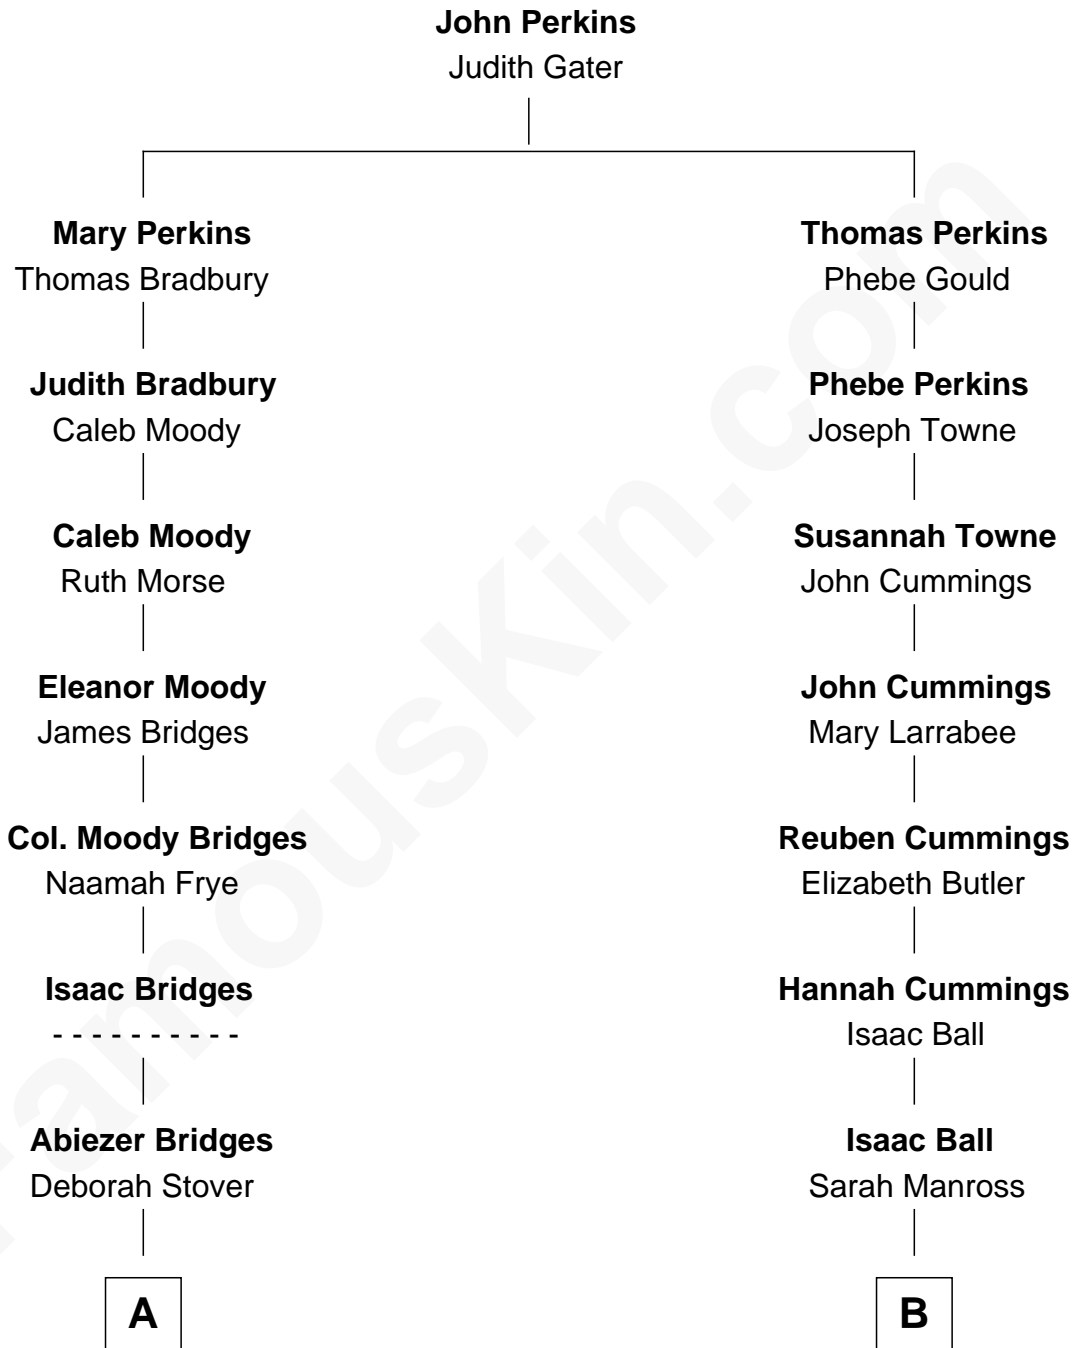 John Perkins
Judith Gater
Mary Perkins
Thomas Bradbury
Thomas Perkins
Phebe Gould
Judith Bradbury
Caleb Moody
Phebe Perkins
Joseph Towne
Caleb Moody
Ruth Morse
Susannah Towne
John Cummings
Eleanor Moody
James Bridges
John Cummings
Mary Larrabee
Col. Moody Bridges
Naamah Frye
Reuben Cummings
Elizabeth Butler
Isaac Bridges
- - - - - - - - - -
Hannah Cummings
Isaac Ball
Abiezer Bridges
Deborah Stover
Isaac Ball
Sarah Manross
A
B
FamousKin.com